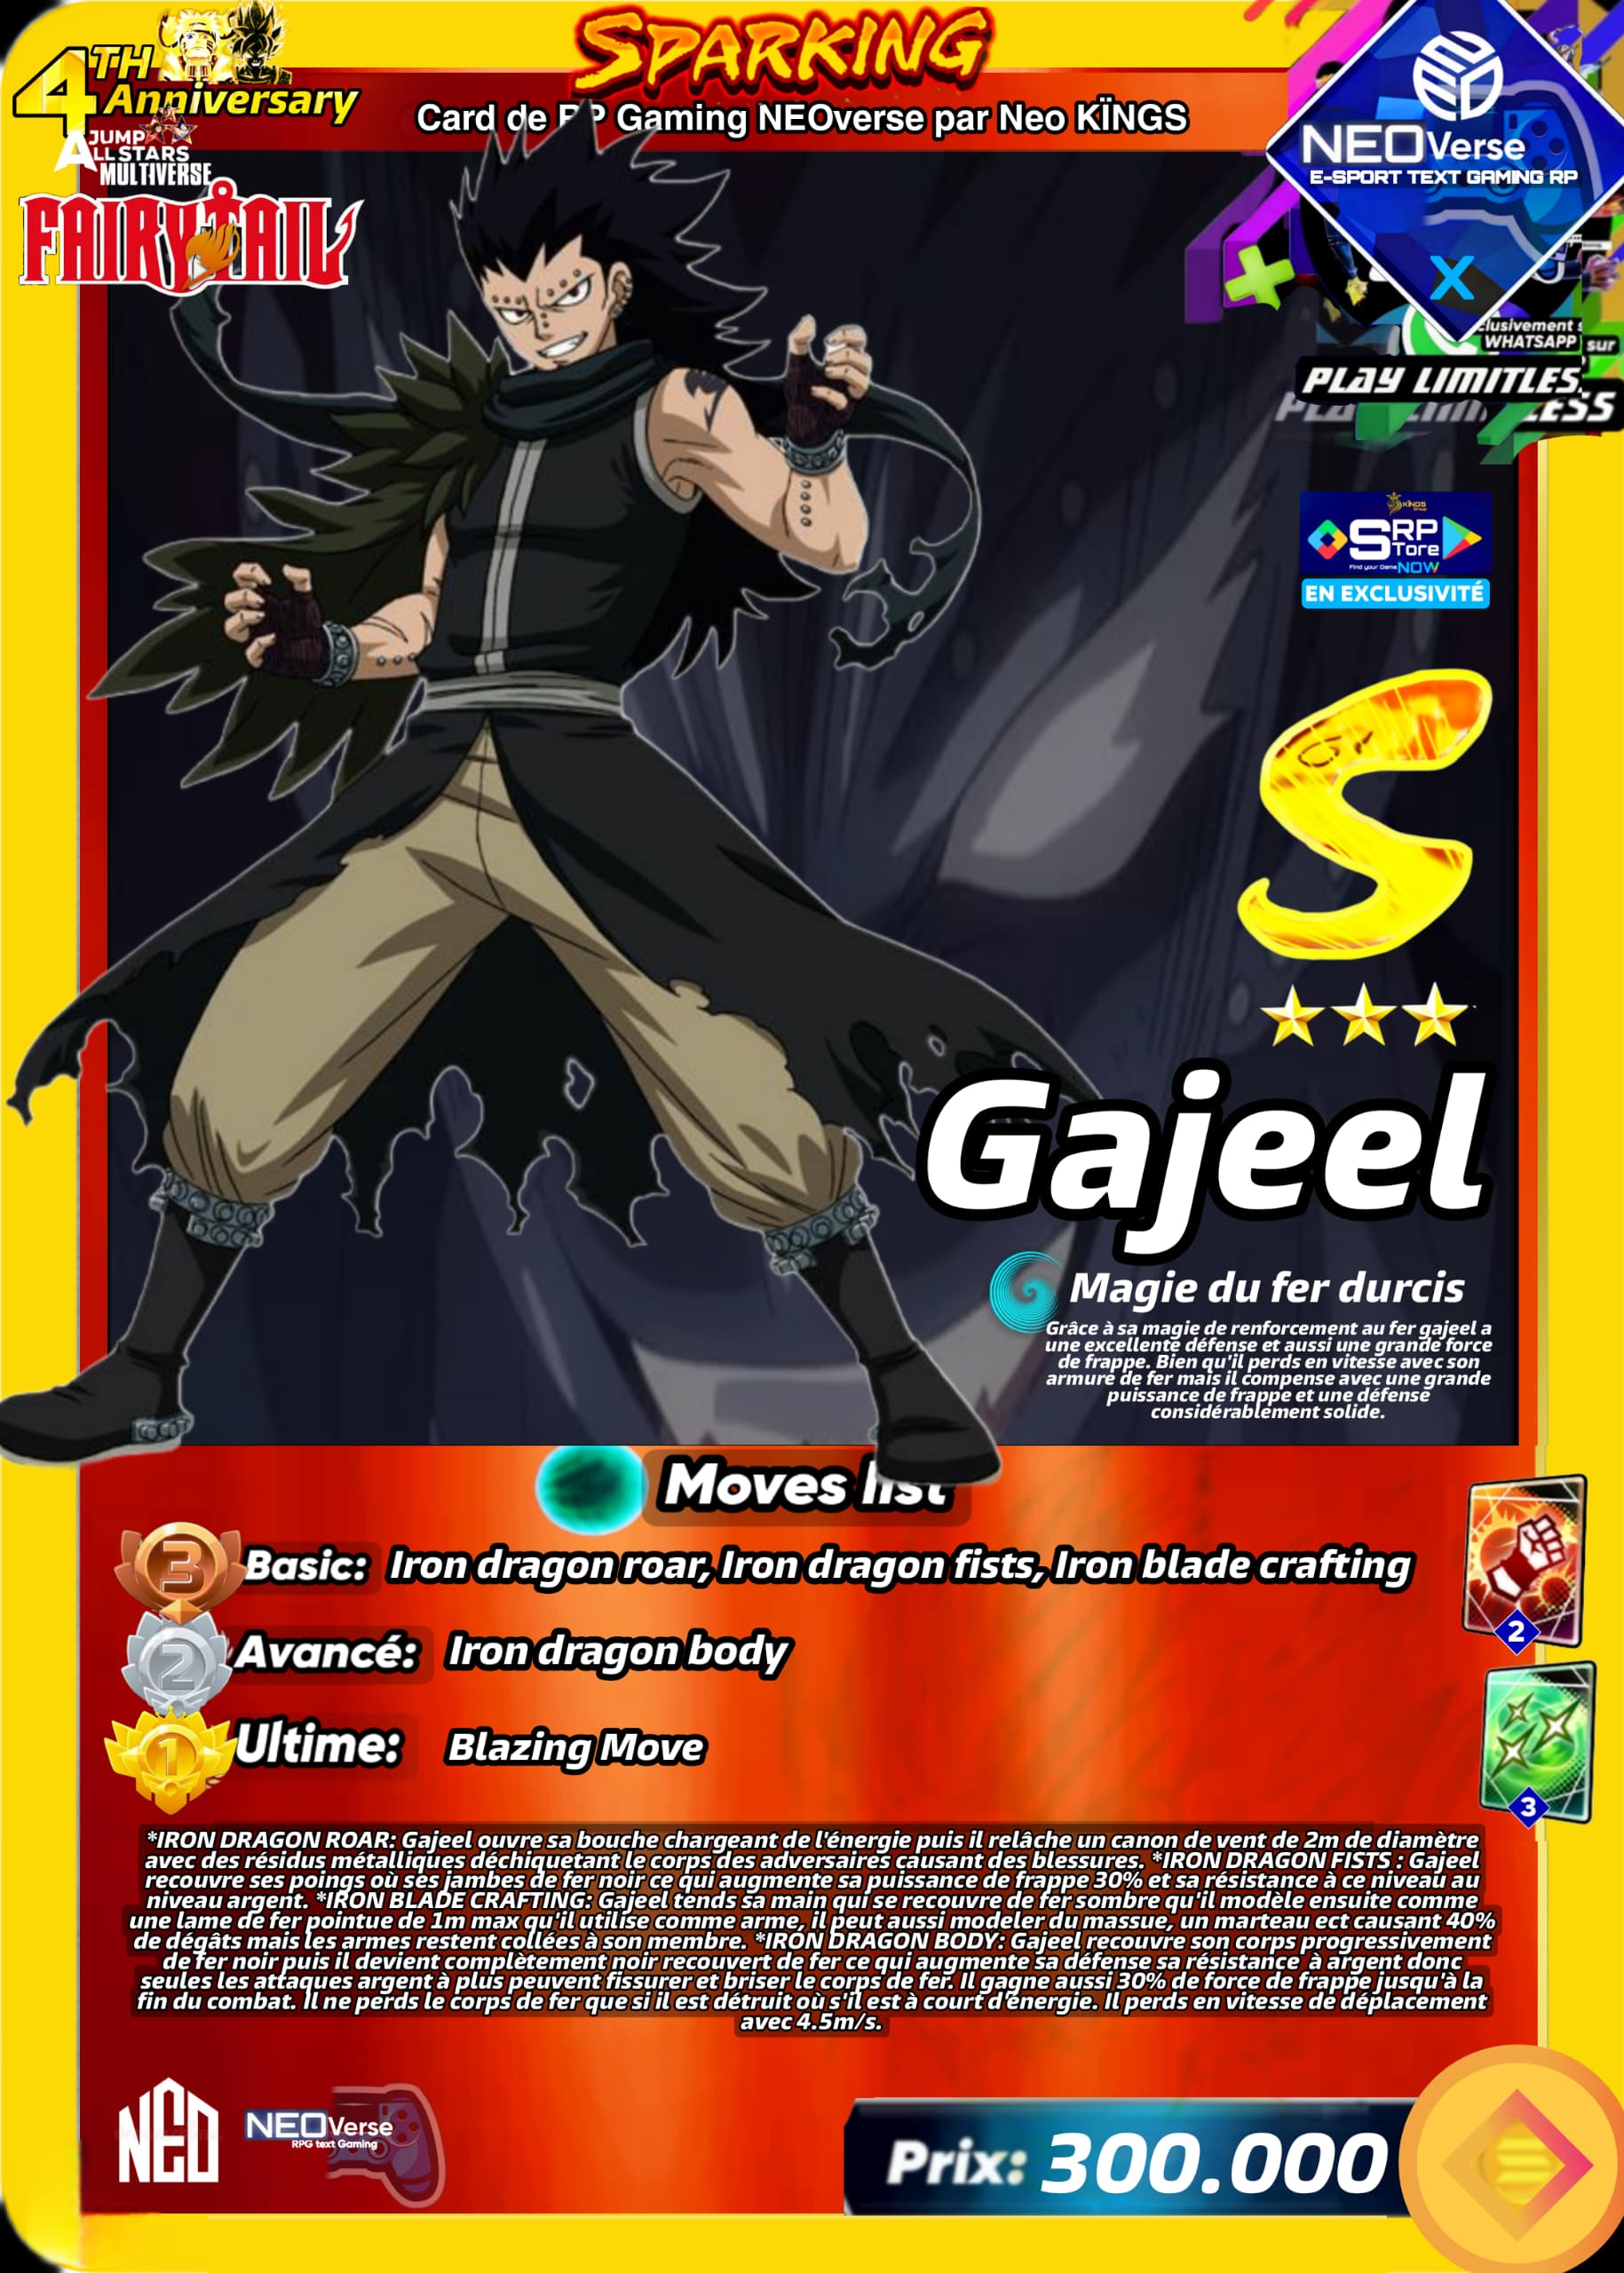 SPARKING
4TH
Anniversary
Card de RP Gaming NEOverse par Neo KÏNGS
JUMP
ALL STARS
MULTIVERSE
FAIRY TAIL
NEOVerse
E-SPORT TEXT GAMING RP
X
clusivement
WHATSAPP sur
PLAY LIMITLES
KÏNGS
SRP
Tore
Find your Game NOW
EN EXCLUSIVITÉ
S
Gajeel
Magie du fer durcis
Grâce à sa magie de renforcement au fer gajeel a
une excellente défense et aussi une grande force
de frappe. Bien qu'il perds en vitesse avec son
armure de fer mais il compense avec une grande
puissance de frappe et une défense
considérablement solide.
Moves list
3 Basic: Iron dragon roar, Iron dragon fists, Iron blade crafting
2
2 Avancé: Iron dragon body
1 Ultime: Blazing Move
3
*IRON DRAGON ROAR: Gajeel ouvre sa bouche chargeant de l'énergie puis il relâche un canon de vent de 2m de diamètre
avec des résidus métalliques déchiquetant le corps des adversaires causant des blessures. *IRON DRAGON FISTS : Gajeel
recouvre ses poings où ses jambes de fer noir ce qui augmente sa puissance de frappe 30% et sa résistance à ce niveau au
niveau argent. *IRON BLADE CRAFTING: Gajeel tends sa main qui se recouvre de fer sombre qu'il modèle ensuite comme
une lame de fer pointue de 1m max qu'il utilise comme arme, il peut aussi modeler du massue, un marteau ect causant 40%
de dégâts mais les armes restent collées à son membre. *IRON DRAGON BODY: Gajeel recouvre son corps progressivement
de fer noir puis il devient complètement noir recouvert de fer ce qui augmente sa défense sa résistance à argent donc
seules les attaques argent à plus peuvent fissurer et briser le corps de fer. Il gagne aussi 30% de force de frappe jusqu'à la
fin du combat. Il ne perds le corps de fer que si il est détruit où s'il est à court d'énergie. Il perds en vitesse de déplacement
avec 4.5m/s.
NEO
NEOVerse
RPG text Gaming
Prix: 300.000